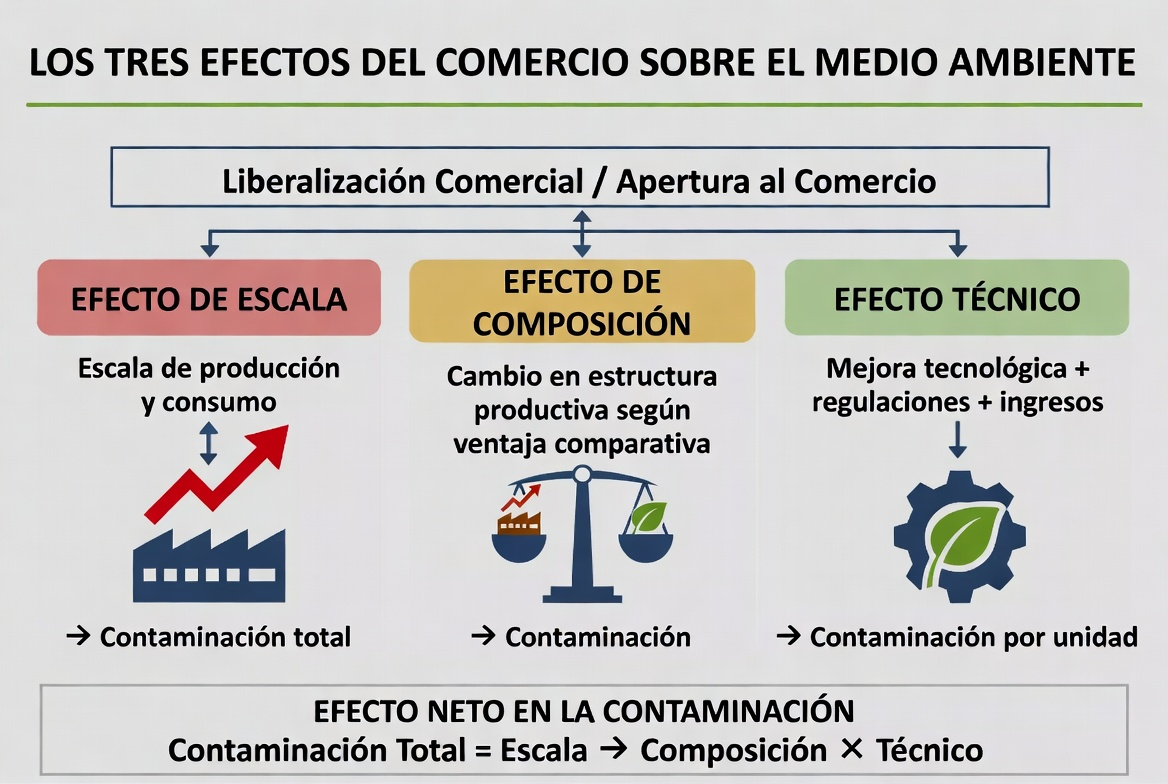 LOS TRES EFECTOS DEL COMERCIO SOBRE EL MEDIO AMBIENTE
Liberalización Comercial / Apertura al Comercio
EFECTO DE ESCALA
Escala de producción
y consumo
→ Contaminación total
EFECTO DE
COMPOSICIÓN
Cambio en estructura
productiva según
ventaja comparativa
→ Contaminación
EFECTO TÉCNICO
Mejora tecnológica +
regulaciones + ingresos
→ Contaminación por unidad
EFECTO NETO EN LA CONTAMINACIÓN
Contaminación Total = Escala → Composición × Técnico